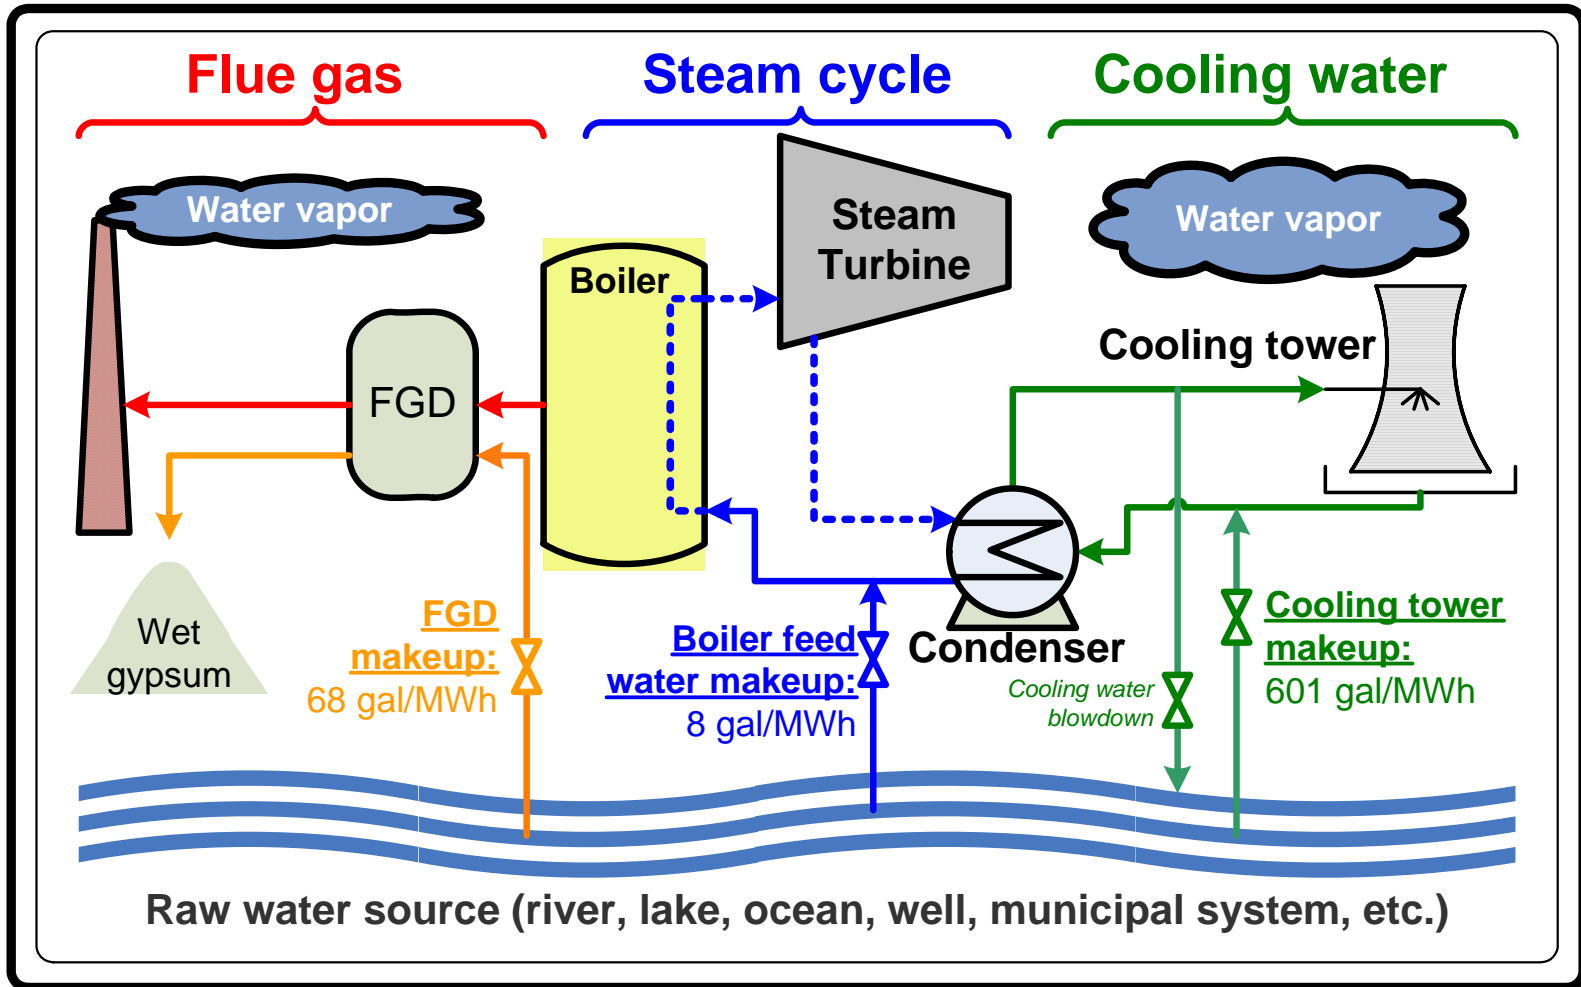 Flue gas
Steam cycle
Cooling water
Water vapor
Steam
Turbine
Water vapor
Boiler
Cooling tower
FGD
Wet
gypsum
FGD
makeup:
68 gal/MWh
Boiler feed
water makeup:
8 gal/MWh
Condenser
Cooling water
blowdown
Cooling tower
makeup:
601 gal/MWh
Raw water source (river, lake, ocean, well, municipal system, etc.)